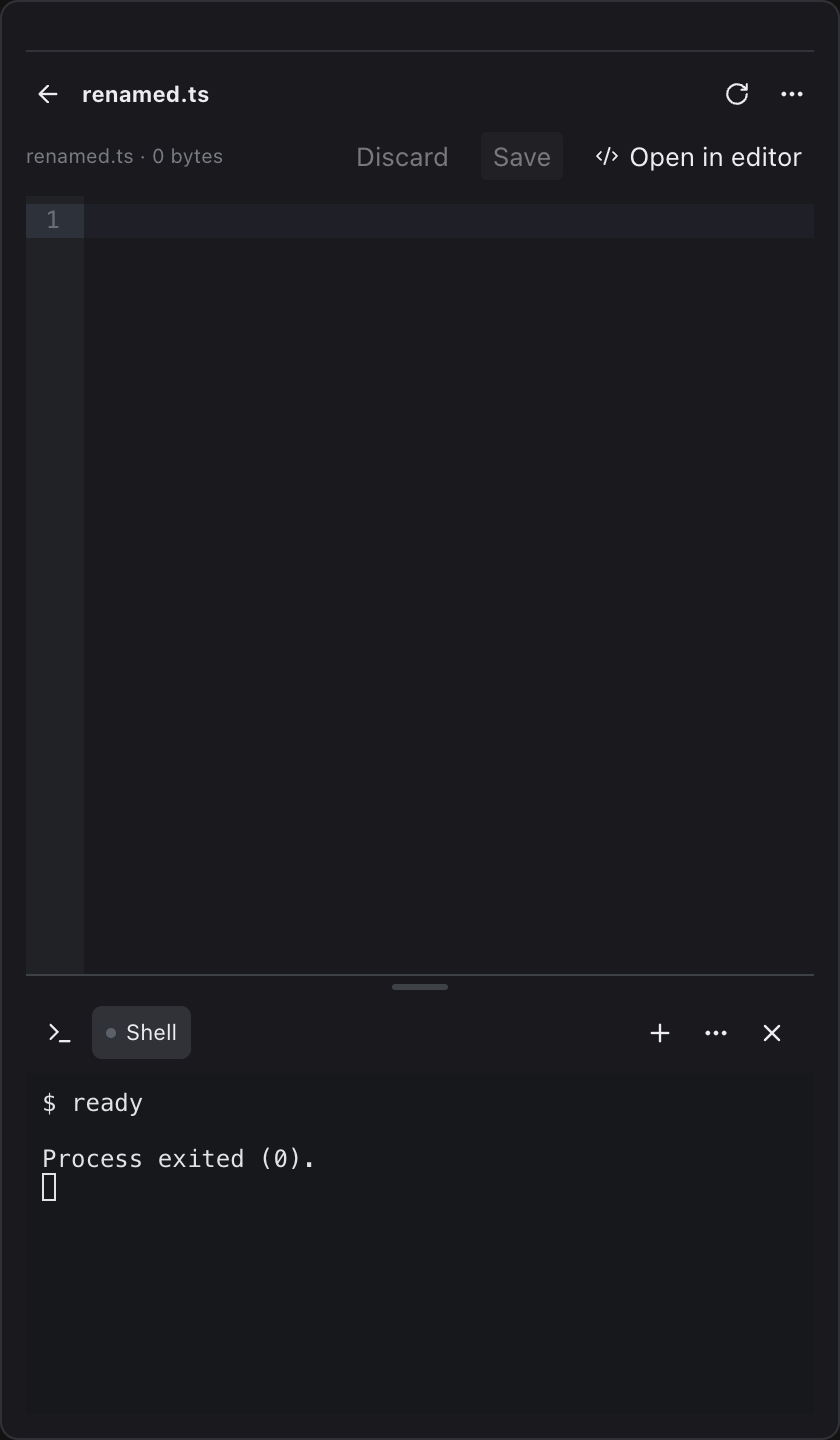 renamed.ts
renamed.ts · 0 bytes Discard Save </> Open in editor
1
>_ Shell
$ ready
Process exited (0).